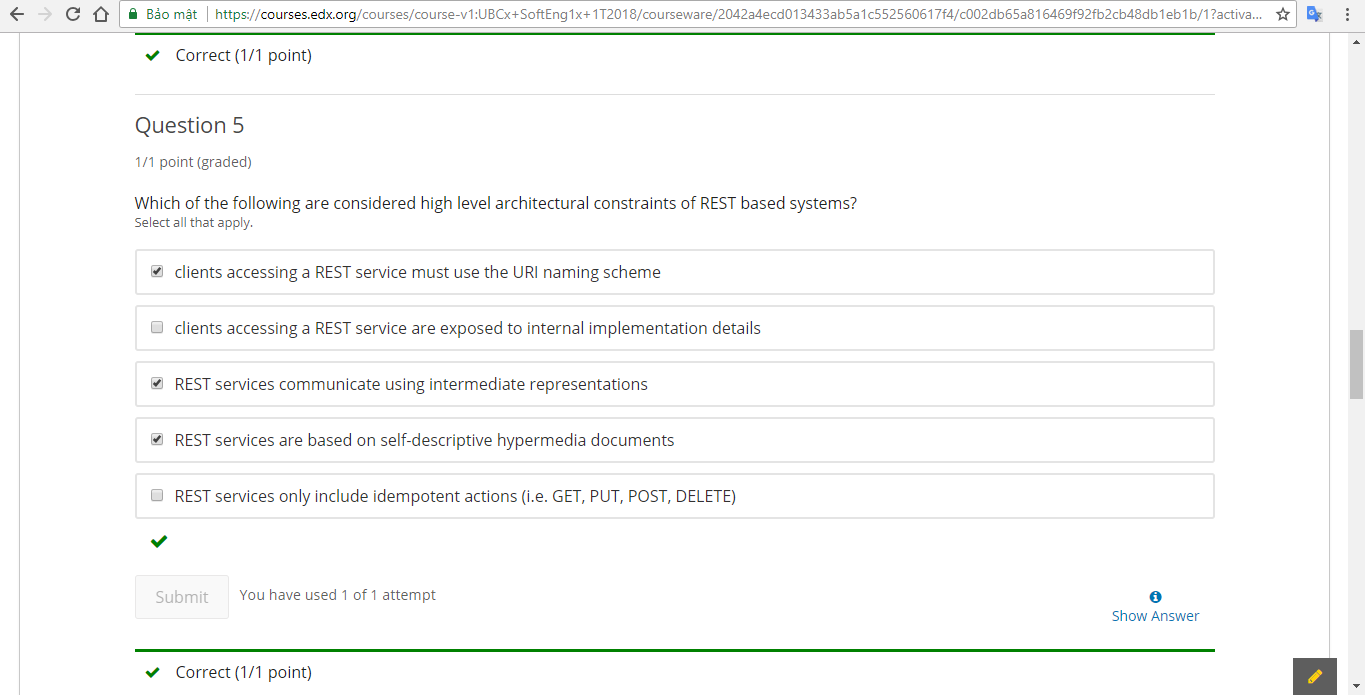 Bảo mật https://courses.edx.org/courses/course-v1:UBCx+SoftEng1x+1T2018/courseware/2042a4ecd013433ab5a1c552560617f4/c002db65a816469f92fb2cb48db1eb1b/1?activa...
Correct (1/1 point)
Question 5
1/1 point (graded)
Which of the following are considered high level architectural constraints of REST based systems?
Select all that apply.
clients accessing a REST service must use the URI naming scheme
clients accessing a REST service are exposed to internal implementation details
REST services communicate using intermediate representations
REST services are based on self-descriptive hypermedia documents
REST services only include idempotent actions (i.e. GET, PUT, POST, DELETE)
Submit You have used 1 of 1 attempt
Show Answer
Correct (1/1 point)